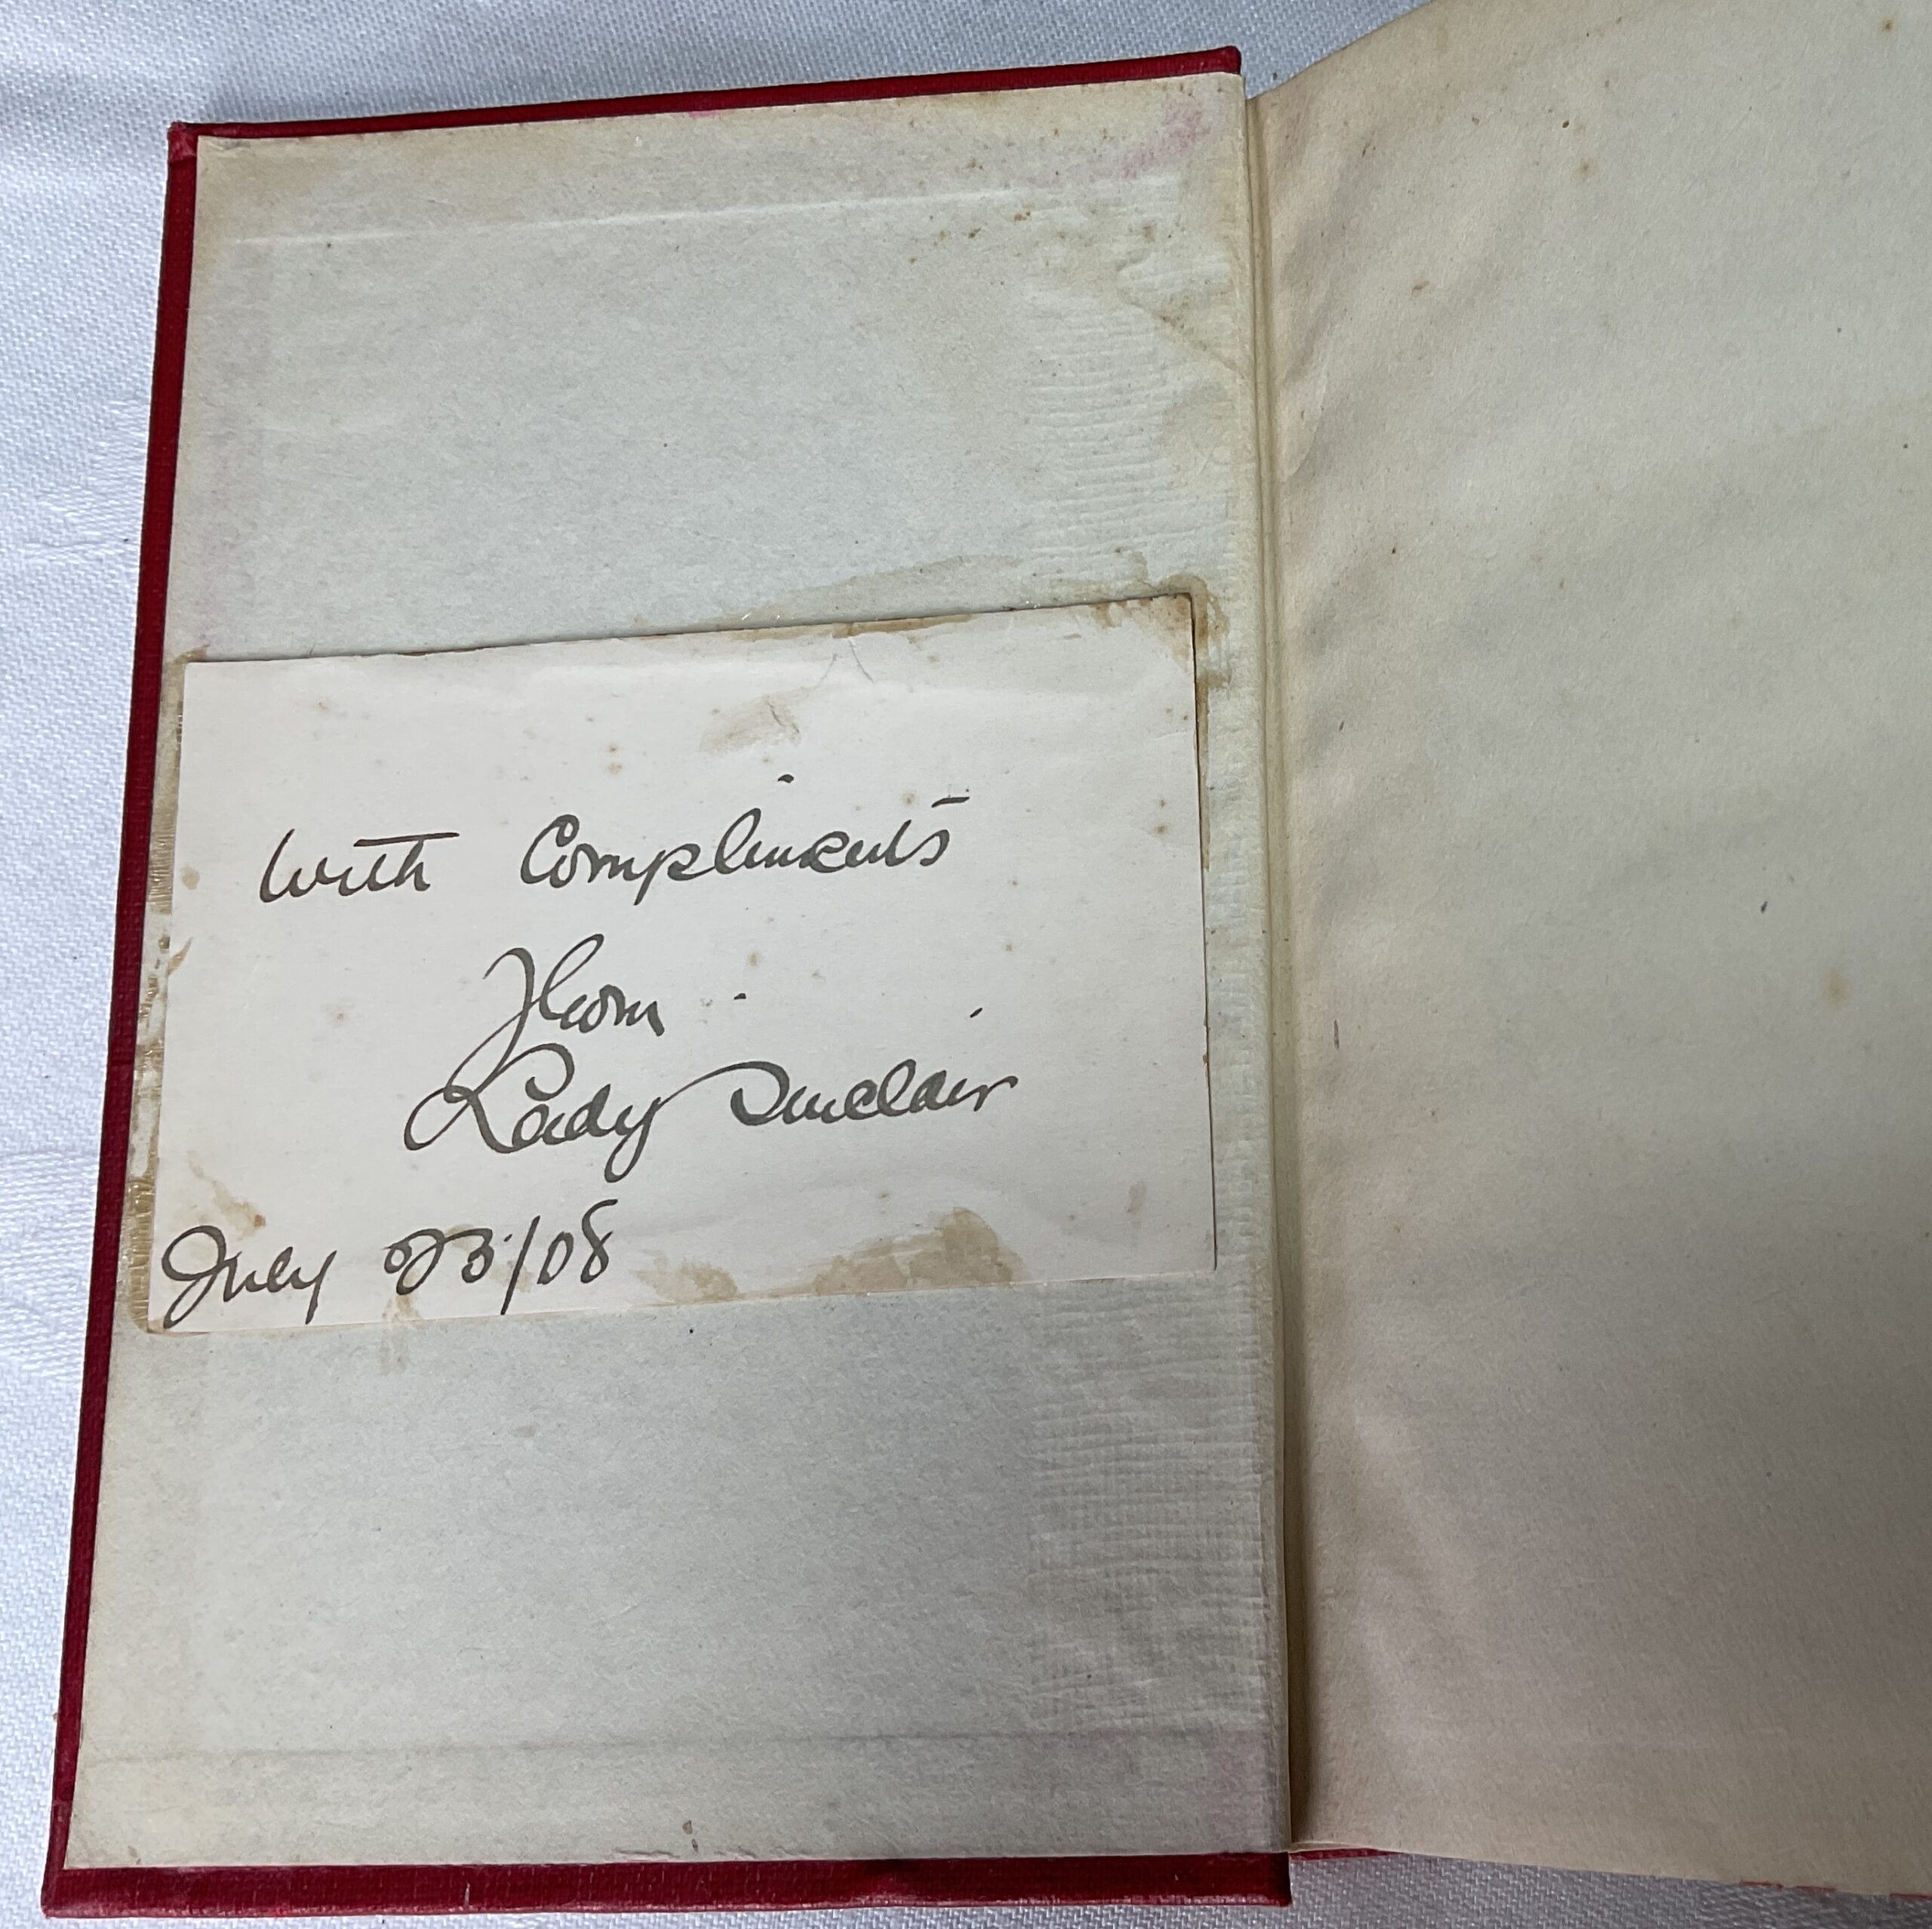 With Compliments
From
Lady Sinclair
July 23/08